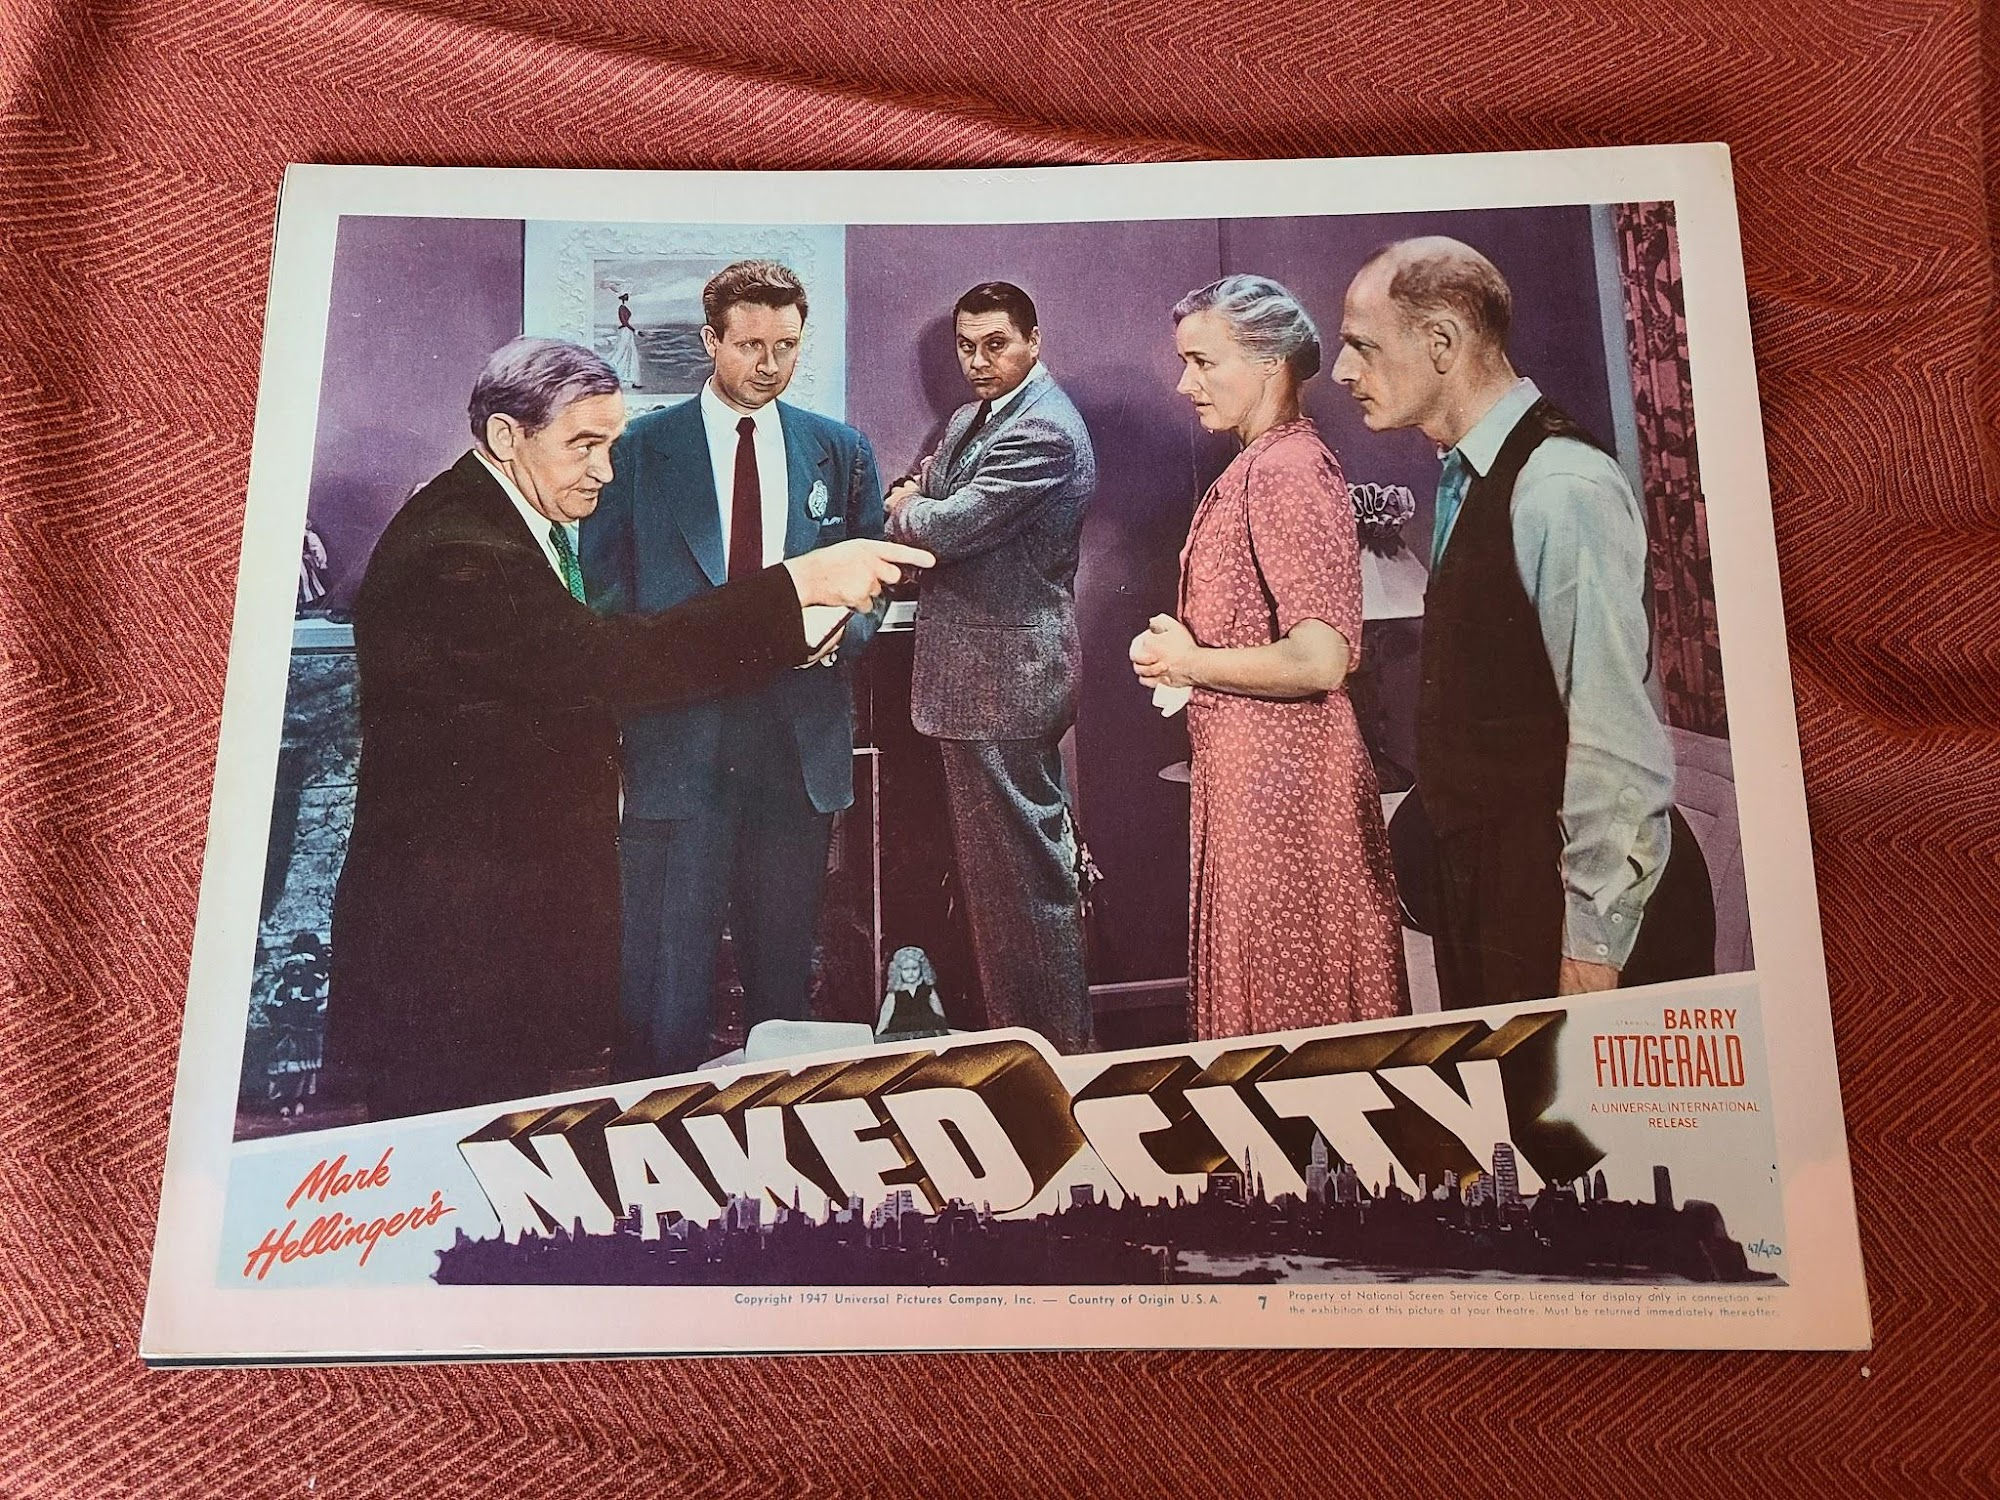 Mark
Hellinger's
NAKED CITY
STARRING BARRY
FITZGERALD
A UNIVERSAL-INTERNATIONAL
RELEASE
47/470
Copyright 1947 Universal Pictures Company, Inc. — Country of Origin U.S.A.
7
Property of National Screen Service Corp. Licensed for display only in connection with
the exhibition of this picture at your theatre. Must be returned immediately thereafter.